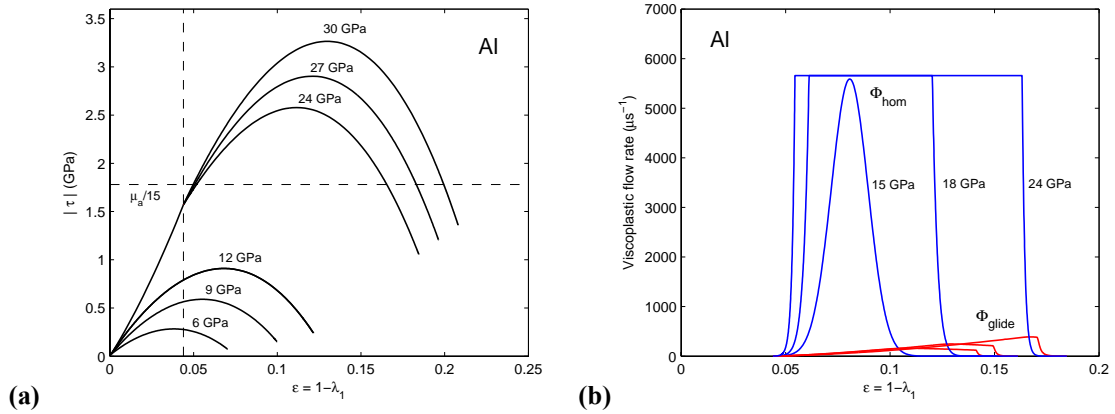 3.5
3
2.5
2
1.5
1
0.5
0
0
0.05
0.1
0.15
0.2
0.25
| τ | (GPa)
ε = 1−λ₁
Al
30 GPa
27 GPa
24 GPa
μₐ/15
12 GPa
9 GPa
6 GPa
(a)
7000
6000
5000
4000
3000
2000
1000
0
0
0.05
0.1
0.15
0.2
Viscoplastic flow rate (μs⁻¹)
ε = 1−λ₁
Al
Φhom
15 GPa
18 GPa
24 GPa
Φglide
(b)